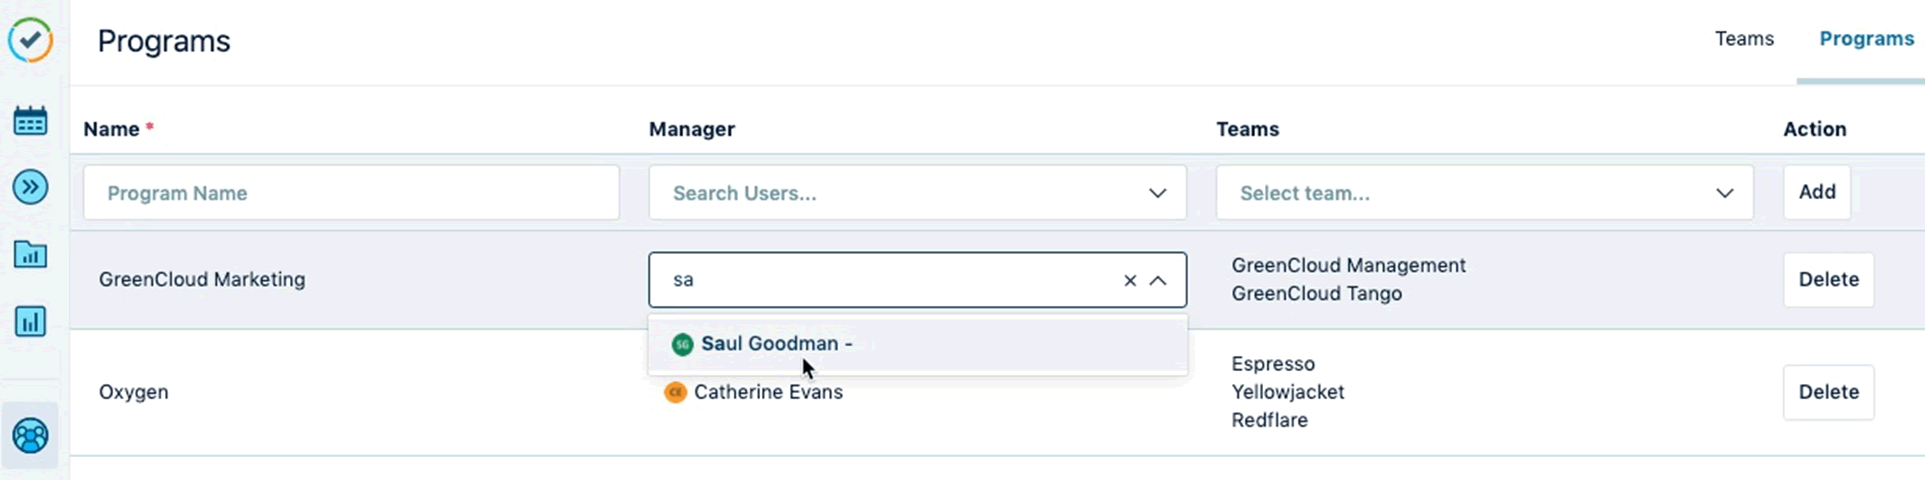 Programs
Teams
Programs
Name *
Manager
Teams
Action
Program Name
Search Users...
Select team...
Add
GreenCloud Marketing
sa
GreenCloud Management
GreenCloud Tango
Delete
SG Saul Goodman -
Oxygen
CE Catherine Evans
Espresso
Yellowjacket
Redflare
Delete